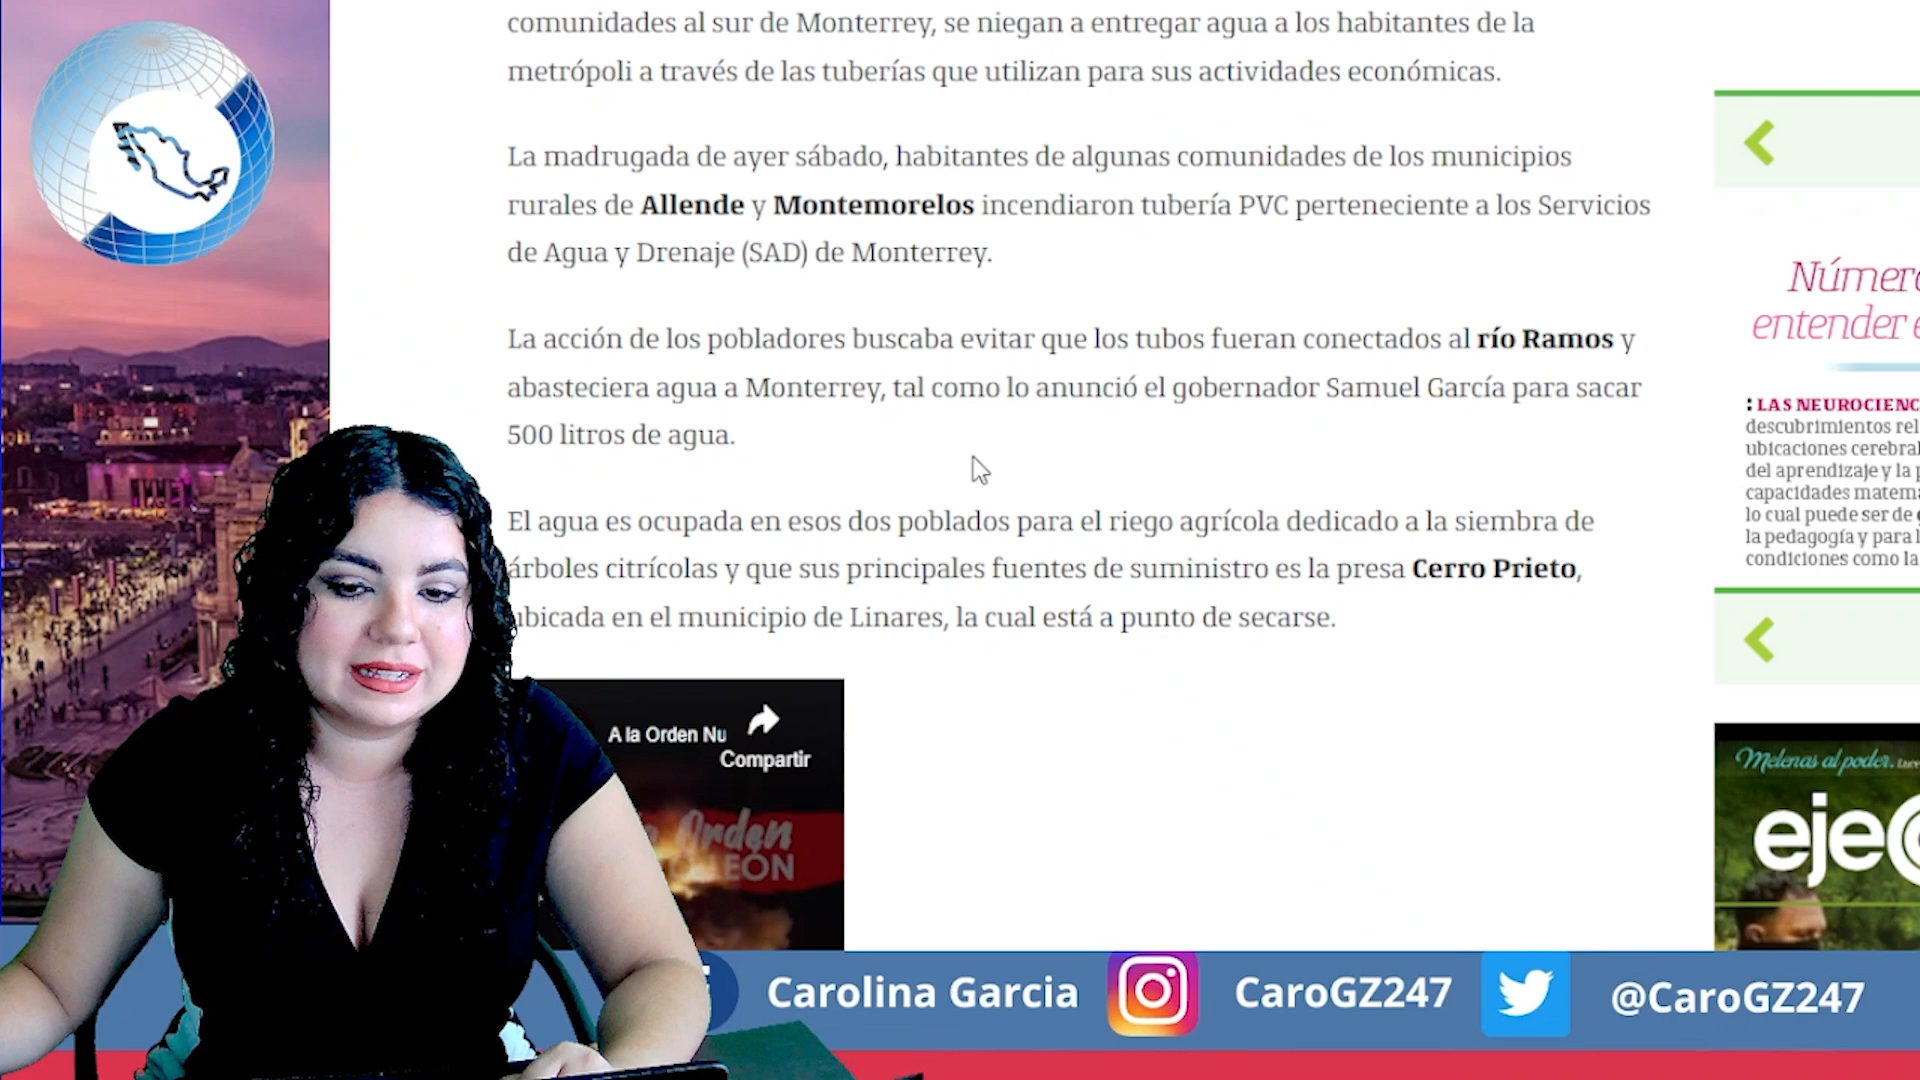 comunidades al sur de Monterrey, se niegan a entregar agua a los habitantes de la
metrópoli a través de las tuberías que utilizan para sus actividades económicas.
La madrugada de ayer sábado, habitantes de algunas comunidades de los municipios
rurales de Allende y Montemorelos incendiaron tubería PVC perteneciente a los Servicios
de Agua y Drenaje (SAD) de Monterrey.
La acción de los pobladores buscaba evitar que los tubos fueran conectados al río Ramos y
abasteciera agua a Monterrey, tal como lo anunció el gobernador Samuel García para sacar
500 litros de agua.
El agua es ocupada en esos dos poblados para el riego agrícola dedicado a la siembra de
árboles citrícolas y que sus principales fuentes de suministro es la presa Cerro Prieto,
ubicada en el municipio de Linares, la cual está a punto de secarse.
A la Orden Nu
Compartir
Orden
LEÓN
Número
entender e
: LAS NEUROCIENC
descubrimientos rel
ubicaciones cerebral
del aprendizaje y la p
capacidades matema
lo cual puede ser de
la pedagogía y para l
condiciones como la
Melenas al poder.
eje
Carolina Garcia
CaroGZ247
@CaroGZ247